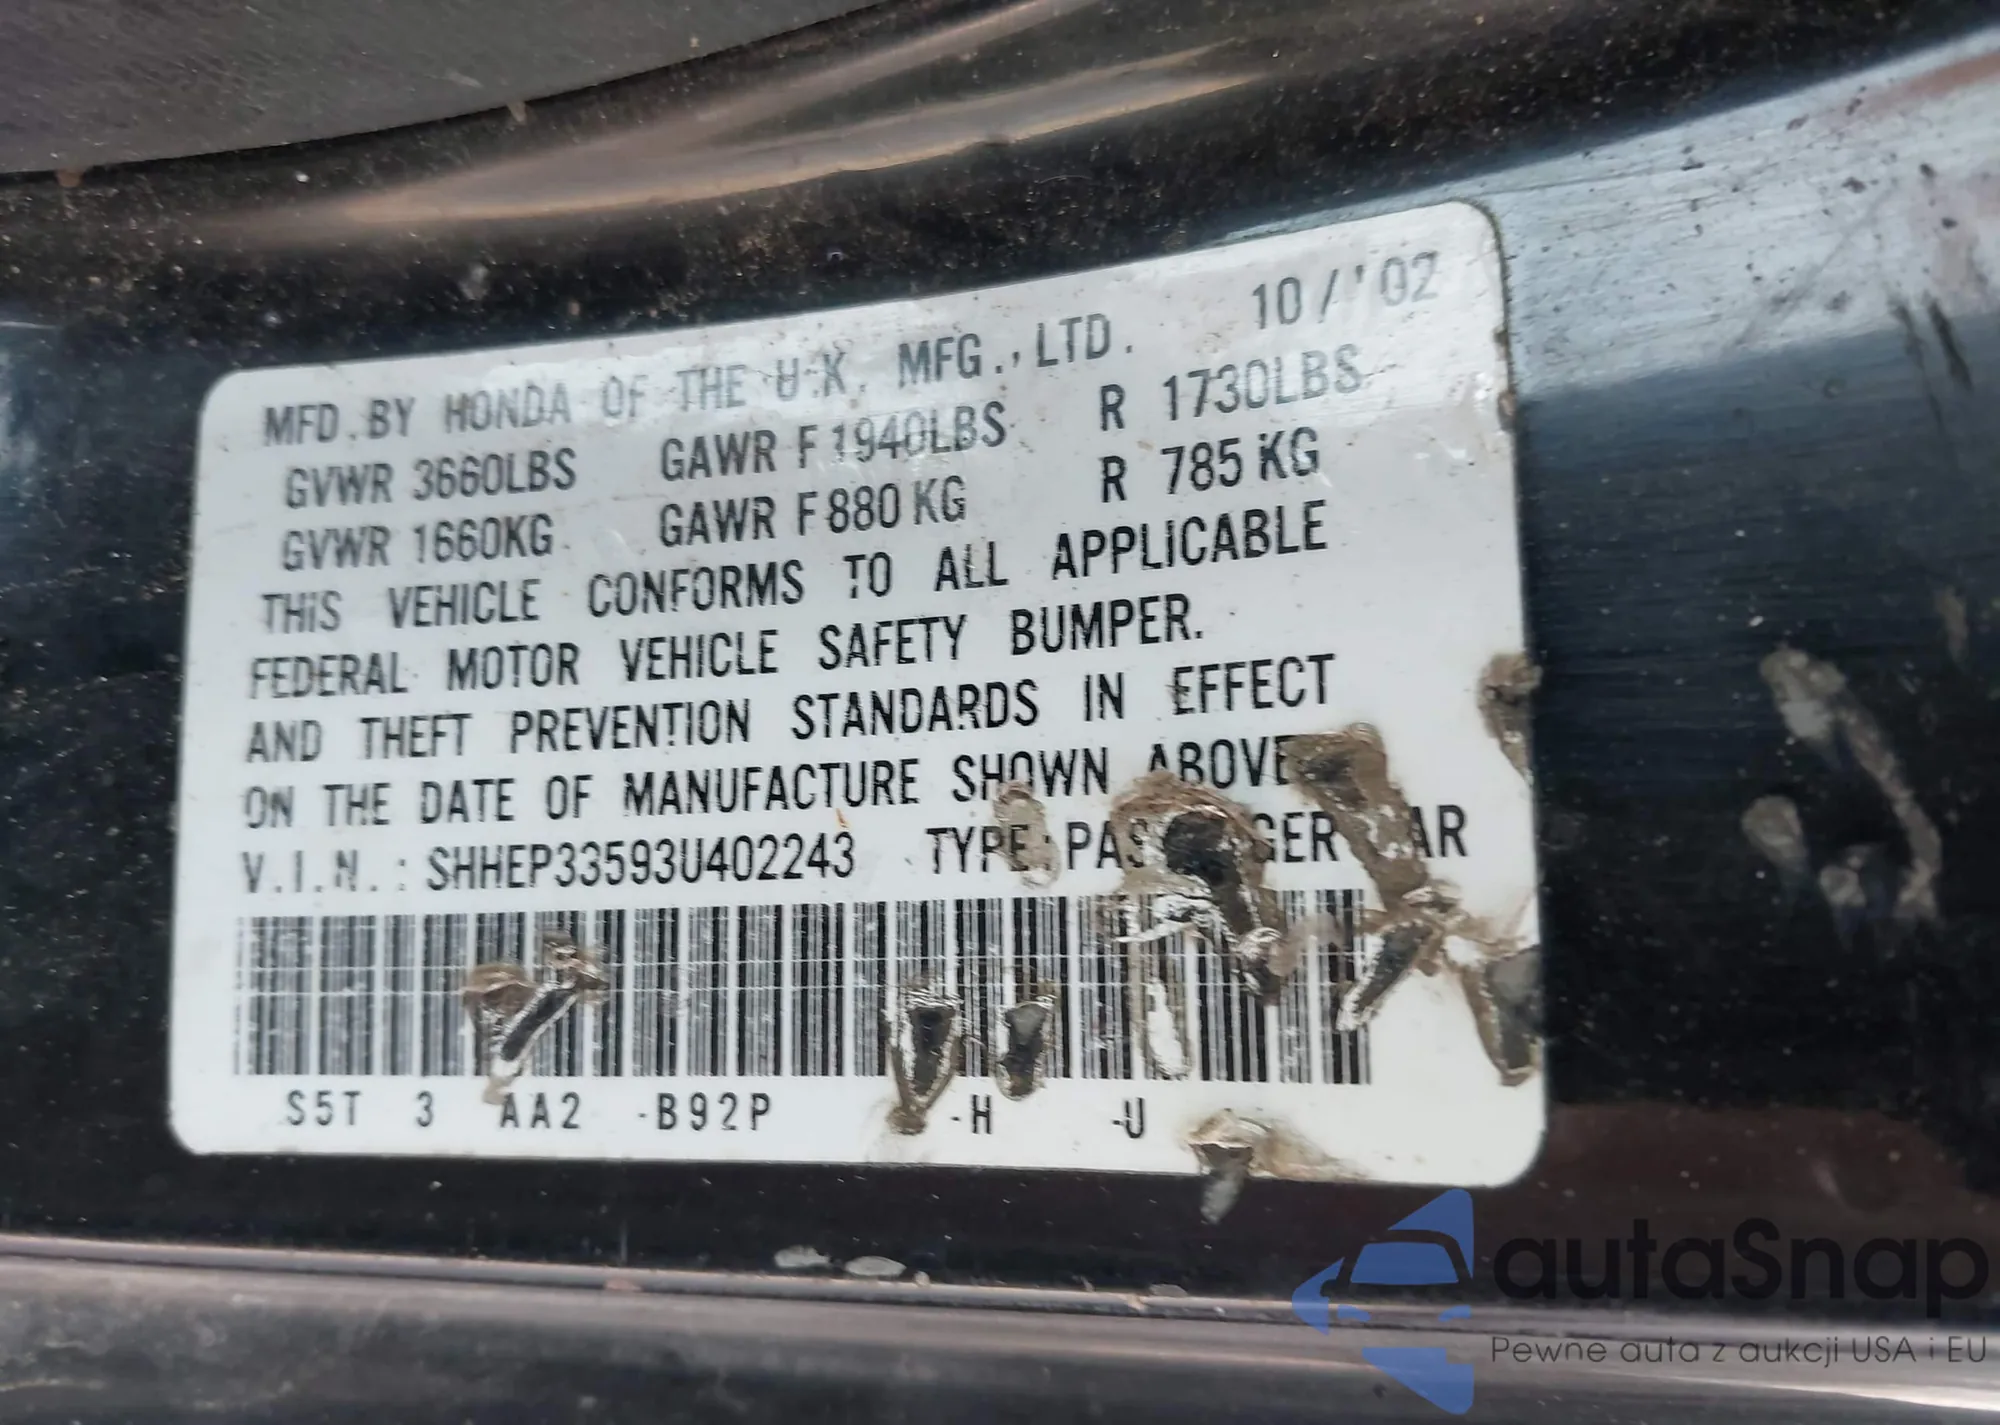 MFD. BY HONDA OF THE U.K. MFG., LTD. 10/'02
GVWR 3660LBS GAWR F 1940LBS R 1730LBS
GVWR 1660KG GAWR F 880 KG R 785 KG
THIS VEHICLE CONFORMS TO ALL APPLICABLE
FEDERAL MOTOR VEHICLE SAFETY BUMPER.
AND THEFT PREVENTION STANDARDS IN EFFECT
ON THE DATE OF MANUFACTURE SHOWN ABOVE
V.I.N.: SHHEP33593U402243 TYPE:
S5T 3 AA2 -B92P -H -U
autaSnap
Pewne auta z aukcji USA i EU